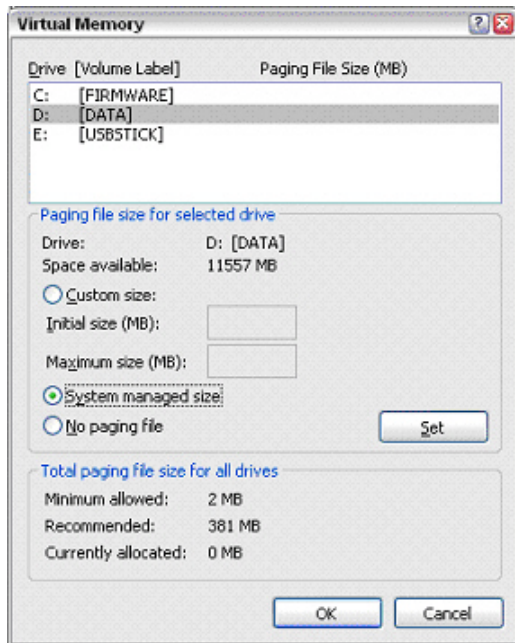 Virtual Memory
Drive [Volume Label] Paging File Size (MB)
C: [FIRMWARE]
D: [DATA]
E: [USBSTICK]
Paging file size for selected drive
Drive: D: [DATA]
Space available: 11557 MB
Custom size:
Initial size (MB):
Maximum size (MB):
System managed size
No paging file
Set
Total paging file size for all drives
Minimum allowed: 2 MB
Recommended: 381 MB
Currently allocated: 0 MB
OK Cancel